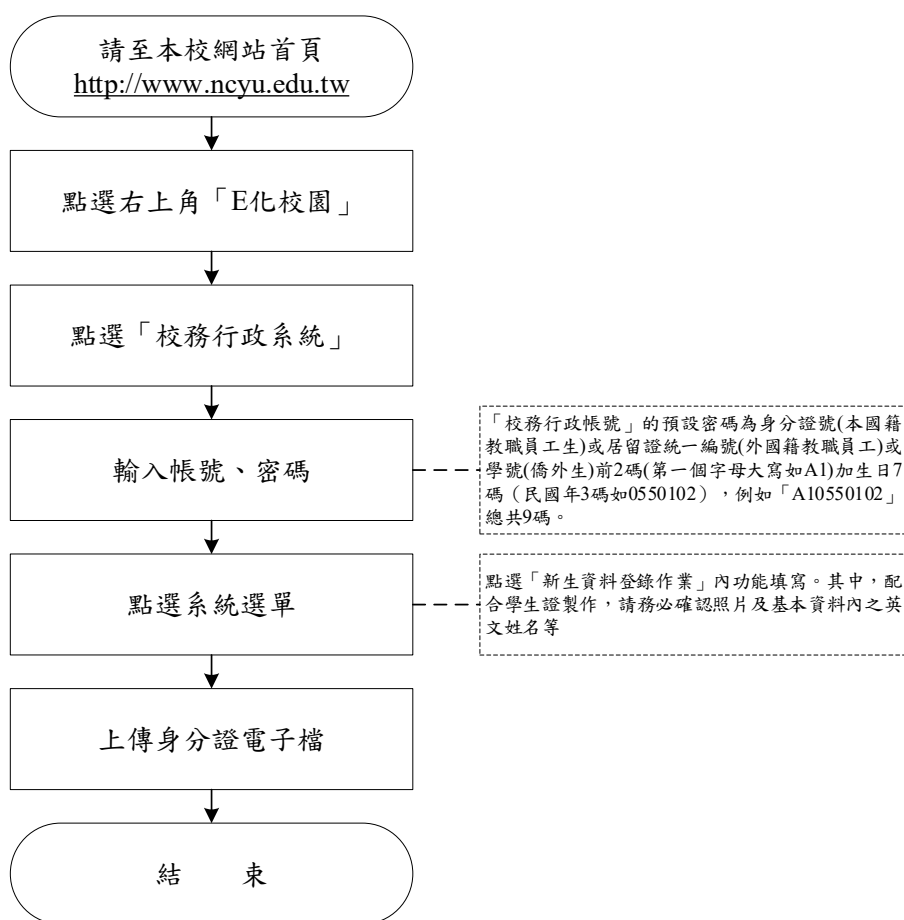 請至本校網站首頁
http://www.ncyu.edu.tw
點選右上角「E化校園」
點選「校務行政系統」
輸入帳號、密碼
「校務行政帳號」的預設密碼為身分證號(本國籍
教職員工生)或居留證統一編號(外國籍教職員工)或
學號(僑外生)前2碼(第一個字母大寫如A1)加生日7
碼（民國年3碼如0550102），例如「A10550102」
總共9碼。
點選系統選單
點選「新生資料登錄作業」內功能填寫。其中，配
合學生證製作，請務必確認照片及基本資料內之英
文姓名等
上傳身分證電子檔
結　　束